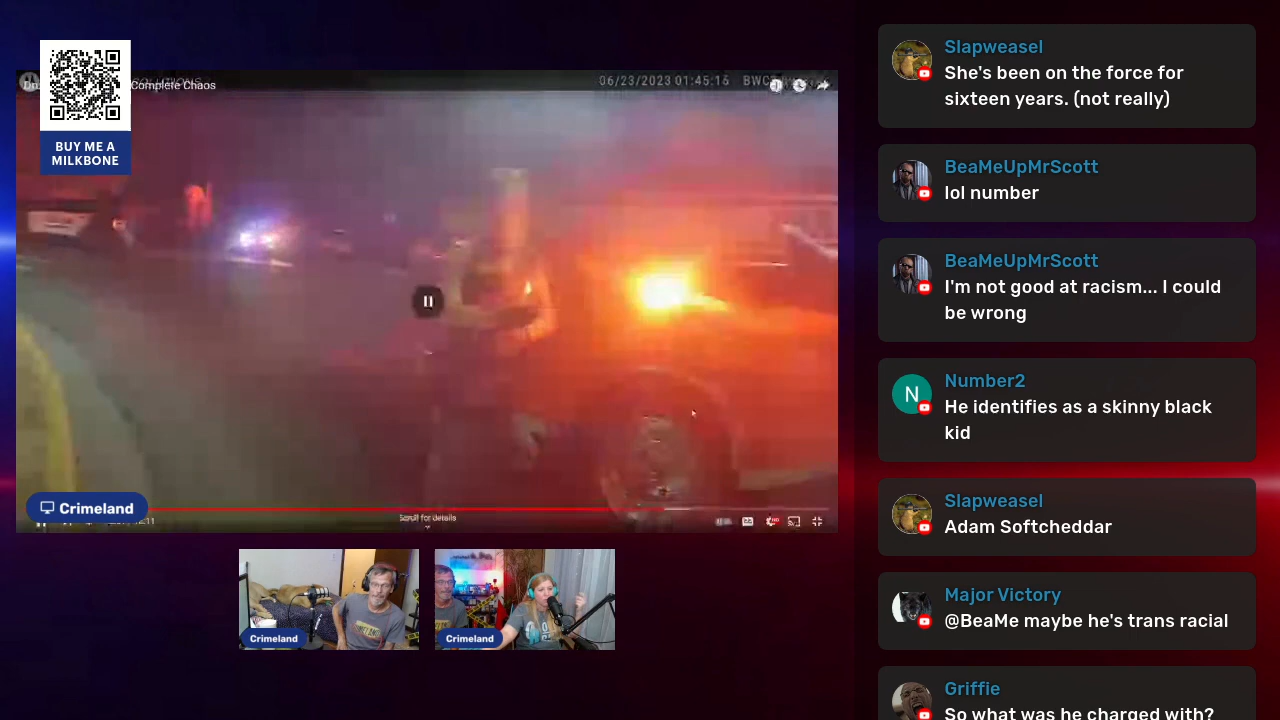 Complete Chaos
06/23/2023 01:45:15
BUY ME A
MILKBONE
Crimeland
Scroll for details
Crimeland
Crimeland
Slapweasel
She's been on the force for
sixteen years. (not really)
BeaMeUpMrScott
lol number
BeaMeUpMrScott
I'm not good at racism... I could
be wrong
Number2
N
He identifies as a skinny black
kid
Slapweasel
Adam Softcheddar
Major Victory
@BeaMe maybe he's trans racial
Griffie
So what was he charged with?